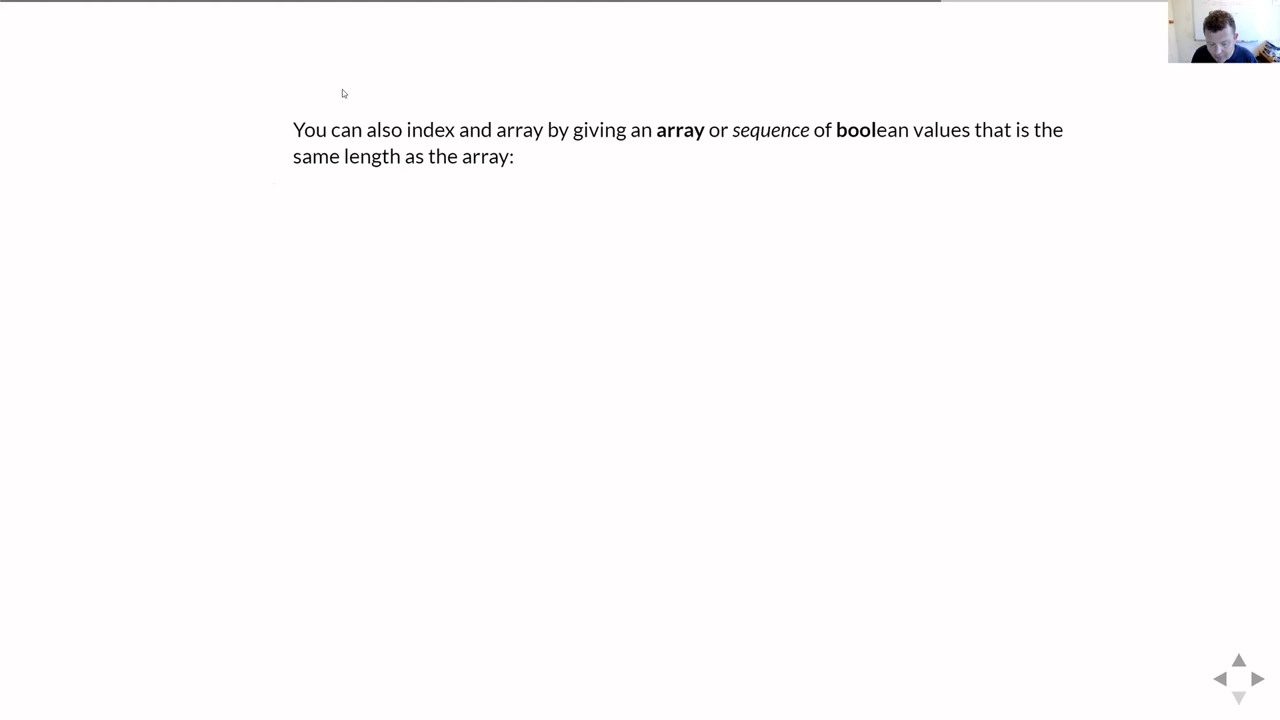 You can also index and array by giving an array or sequence of boolean values that is the
same length as the array: